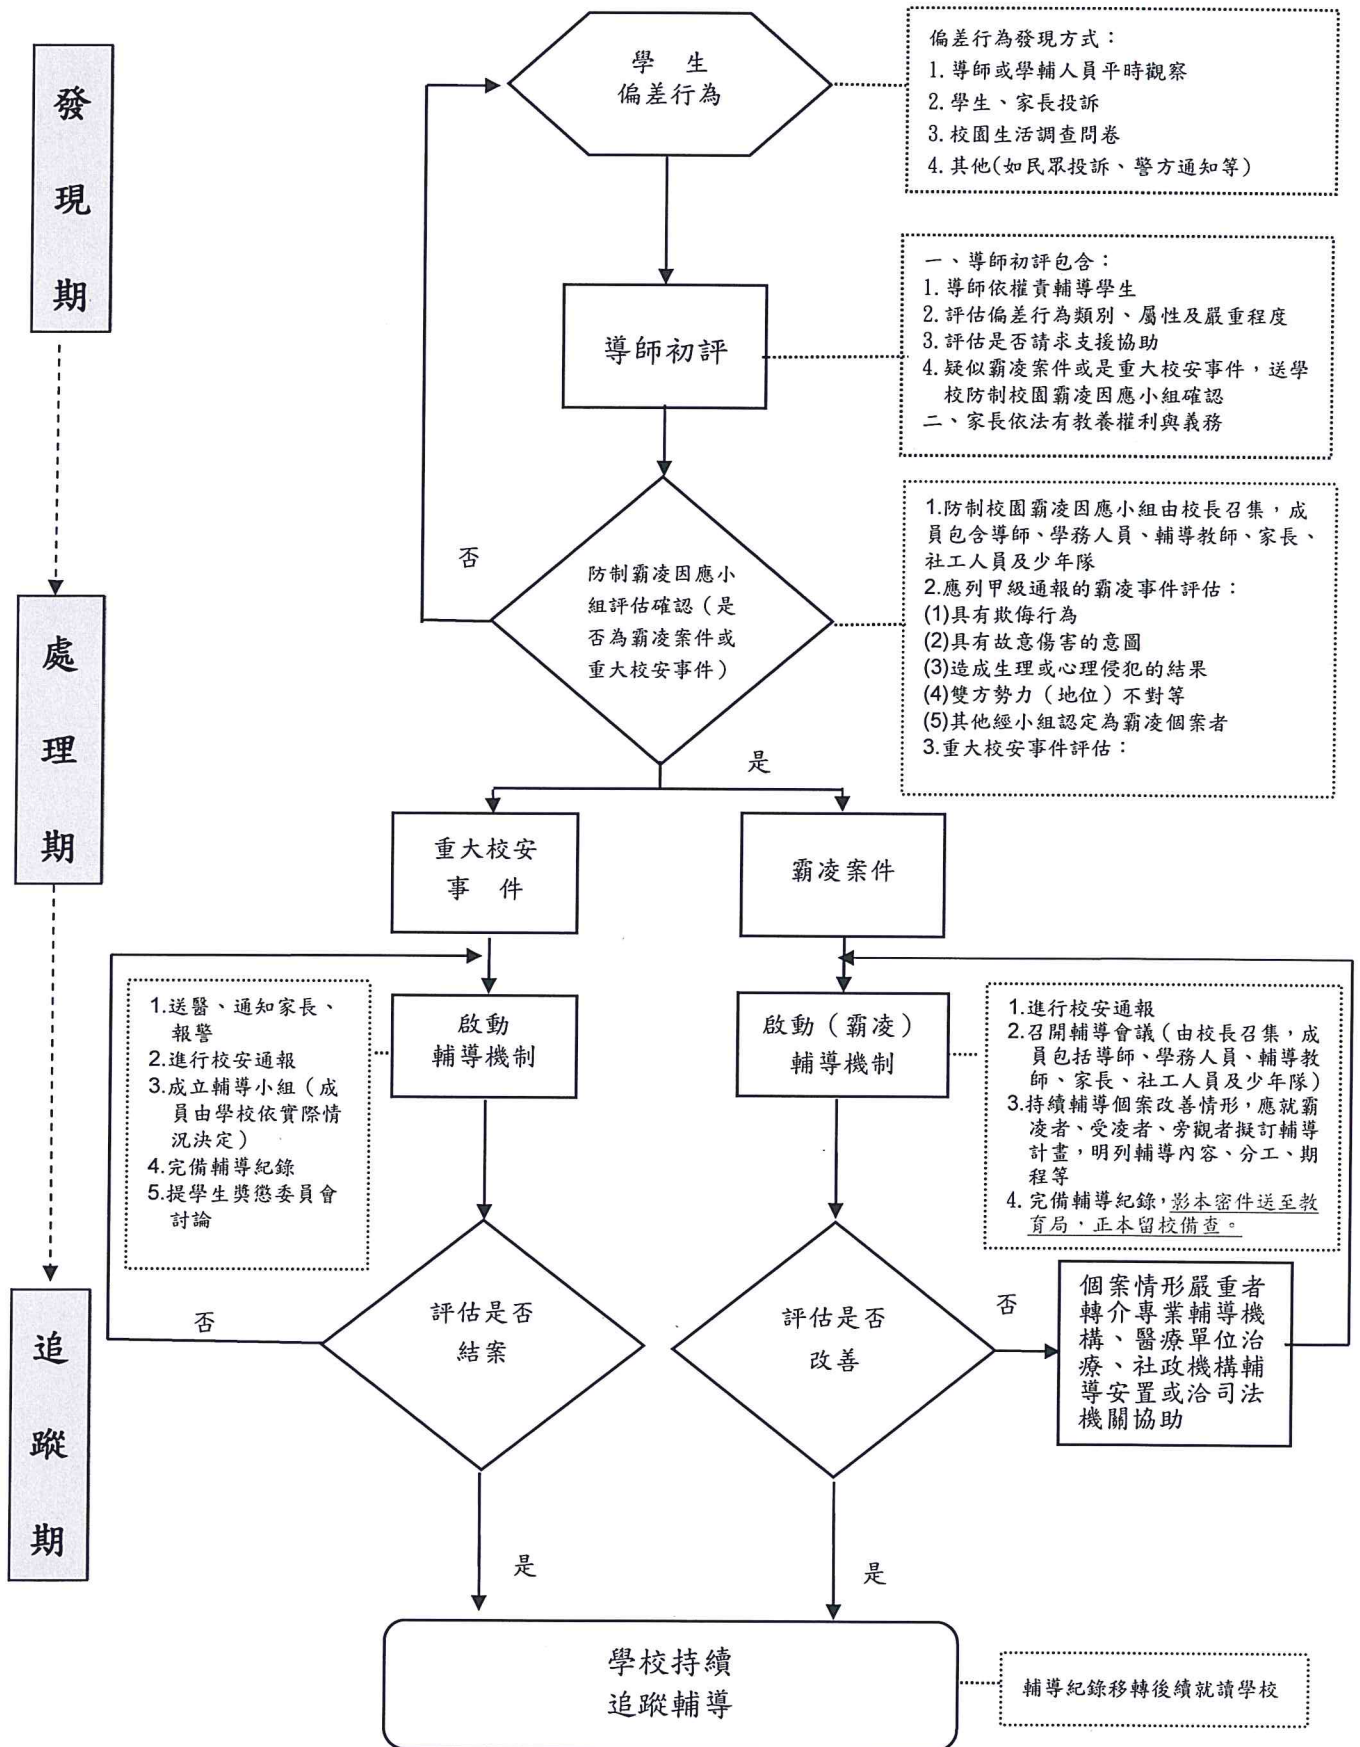 發現期
處理期
追蹤期
學 生
偏差行為
偏差行為發現方式：
1. 導師或學輔人員平時觀察
2. 學生、家長投訴
3. 校園生活調查問卷
4. 其他(如民眾投訴、警方通知等)
導師初評
一、導師初評包含：
1. 導師依權責輔導學生
2. 評估偏差行為類別、屬性及嚴重程度
3. 評估是否請求支援協助
4. 疑似霸凌案件或是重大校安事件，送學
校防制校園霸凌因應小組確認
二、家長依法有教養權利與義務
否
防制霸凌因應小
組評估確認（是
否為霸凌案件或
重大校安事件）
1.防制校園霸凌因應小組由校長召集，成
員包含導師、學務人員、輔導教師、家長、
社工人員及少年隊
2.應列甲級通報的霸凌事件評估：
(1)具有欺侮行為
(2)具有故意傷害的意圖
(3)造成生理或心理侵犯的結果
(4)雙方勢力（地位）不對等
(5)其他經小組認定為霸凌個案者
3.重大校安事件評估：
是
重大校安
事 件
霸凌案件
1.送醫、通知家長、
報警
2.進行校安通報
3.成立輔導小組（成
員由學校依實際情
況決定）
4.完備輔導紀錄
5.提學生獎懲委員會
討論
啟動
輔導機制
啟動（霸凌）
輔導機制
1.進行校安通報
2.召開輔導會議（由校長召集，成
員包括導師、學務人員、輔導教
師、家長、社工人員及少年隊）
3.持續輔導個案改善情形，應就霸
凌者、受凌者、旁觀者擬訂輔導
計畫，明列輔導內容、分工、期
程等
4. 完備輔導紀錄，影本密件送至教
育局，正本留校備查。
否
評估是否
結案
評估是否
改善
否
個案情形嚴重者
轉介專業輔導機
構、醫療單位治
療、社政機構輔
導安置或洽司法
機關協助
是
是
學校持續
追蹤輔導
輔導紀錄移轉後續就讀學校